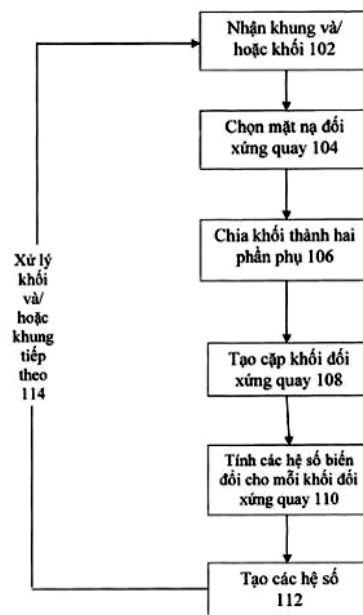 Nhận khung và/
hoặc khối 102
Chọn mặt nạ đối
xứng quay 104
Chia khối thành hai
phần phụ 106
Tạo cặp khối đối
xứng quay 108
Tính các hệ số biến
đổi cho mỗi khối đối
xứng quay 110
Tạo các hệ số
112
Xử lý
khối
và/
hoặc
khung
tiếp
theo
114